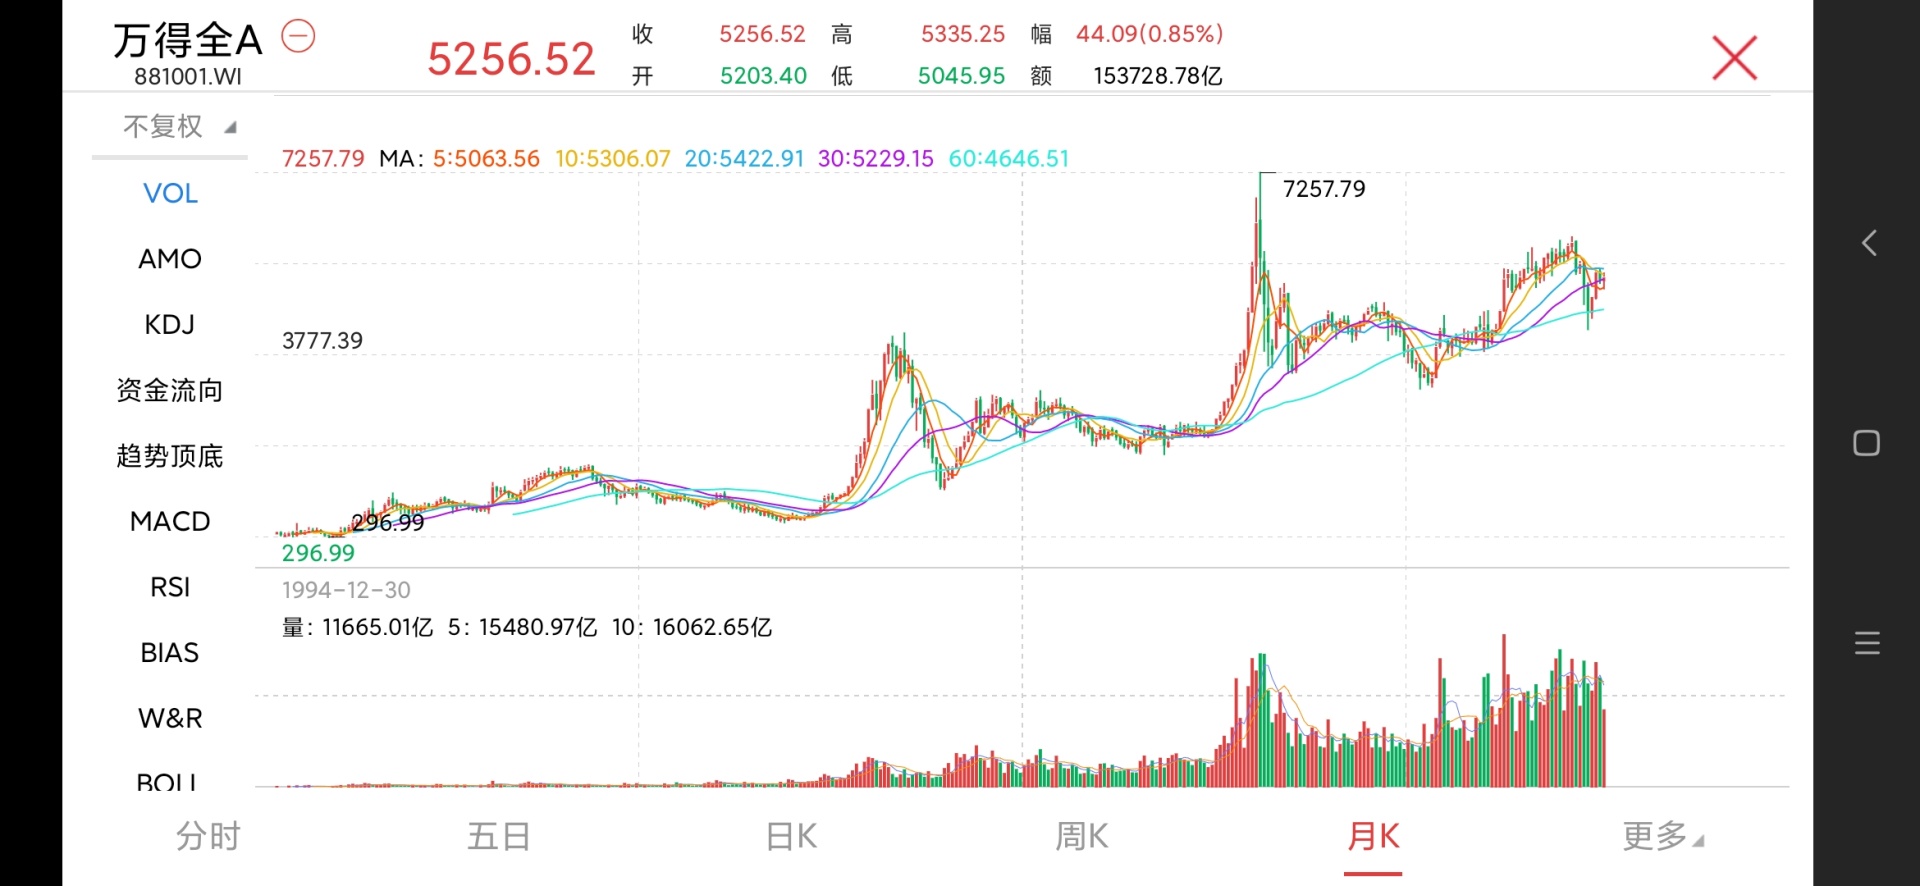 万得全A
881001.WI
5256.52
收 5256.52 高 5335.25 幅 44.09(0.85%)
开 5203.40 低 5045.95 额 153728.78亿
不复权
7257.79 MA: 5:5063.56 10:5306.07 20:5422.91 30:5229.15 60:4646.51
7257.79
VOL
AMO
KDJ
3777.39
资金流向
趋势顶底
MACD
296.99
296.99
RSI
1994-12-30
量: 11665.01亿 5: 15480.97亿 10: 16062.65亿
BIAS
W&R
BOLL
分时 五日 日K 周K 月K 更多